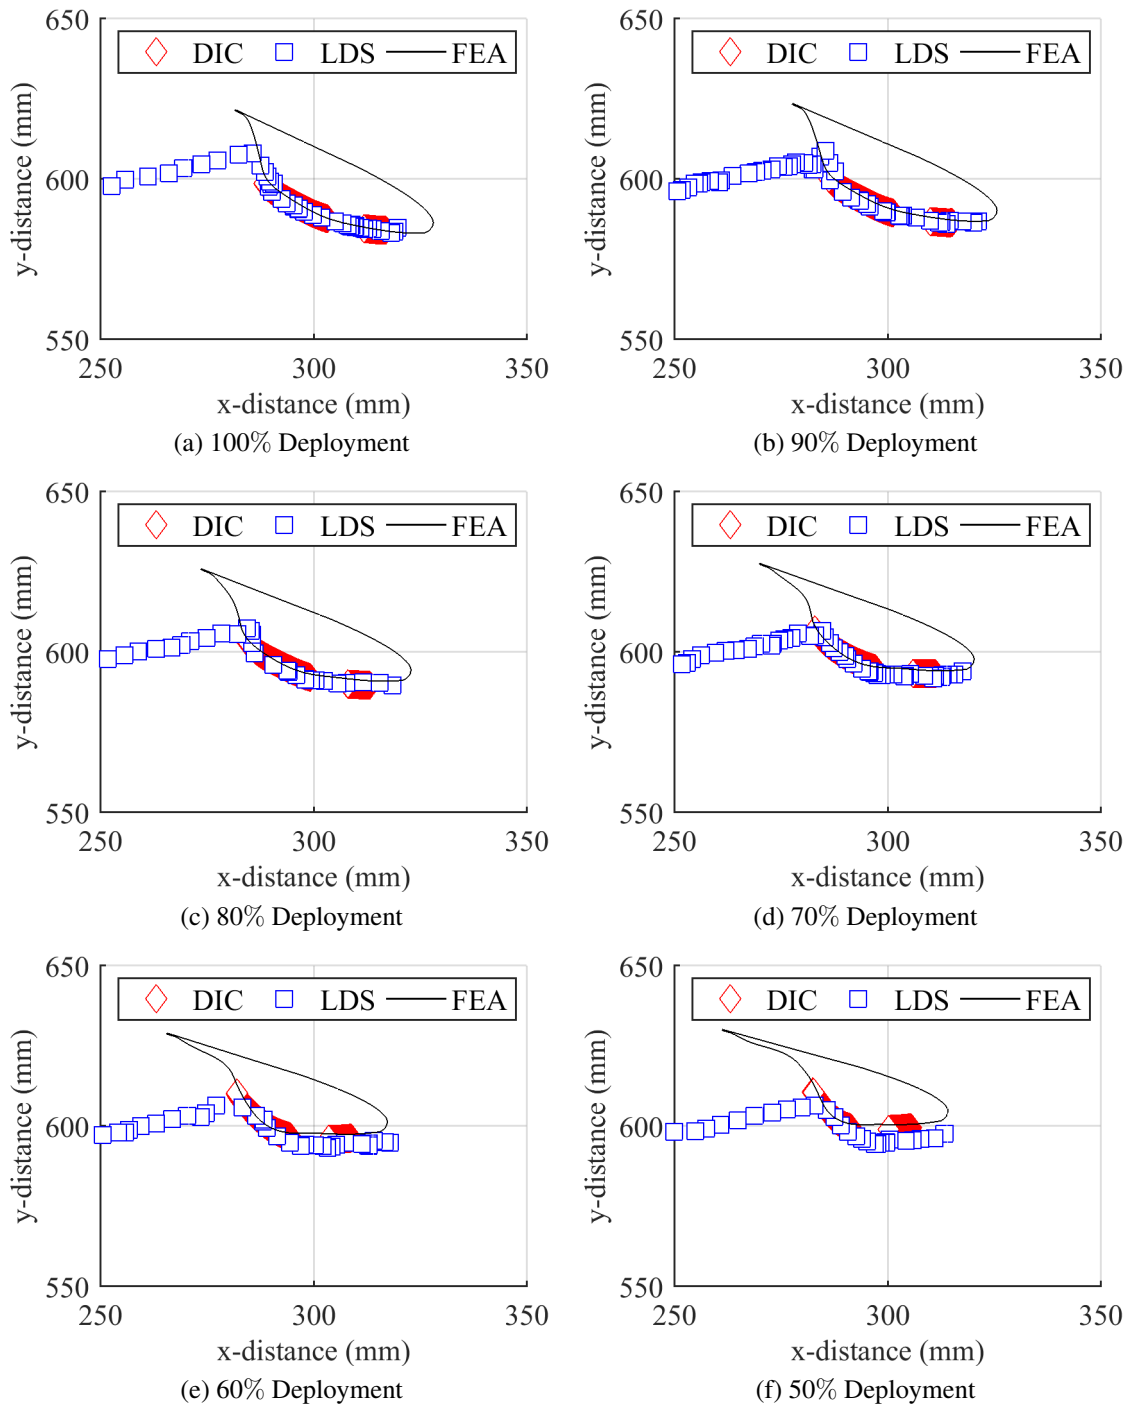 650
DIC LDS FEA
600
550
250 300 350
y-distance (mm)
x-distance (mm)
(a) 100% Deployment
650
DIC LDS FEA
600
550
250 300 350
y-distance (mm)
x-distance (mm)
(b) 90% Deployment
650
DIC LDS FEA
600
550
250 300 350
y-distance (mm)
x-distance (mm)
(c) 80% Deployment
650
DIC LDS FEA
600
550
250 300 350
y-distance (mm)
x-distance (mm)
(d) 70% Deployment
650
DIC LDS FEA
600
550
250 300 350
y-distance (mm)
x-distance (mm)
(e) 60% Deployment
650
DIC LDS FEA
600
550
250 300 350
y-distance (mm)
x-distance (mm)
(f) 50% Deployment